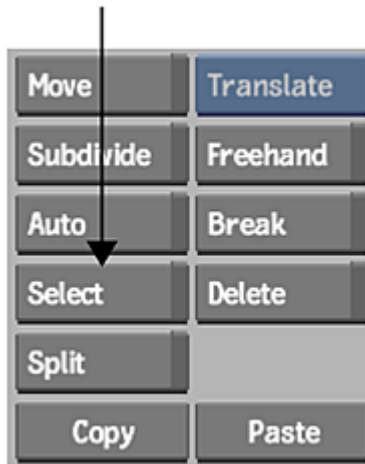 Move Translate
Subdivide Freehand
Auto Break
Select Delete
Split
Copy Paste